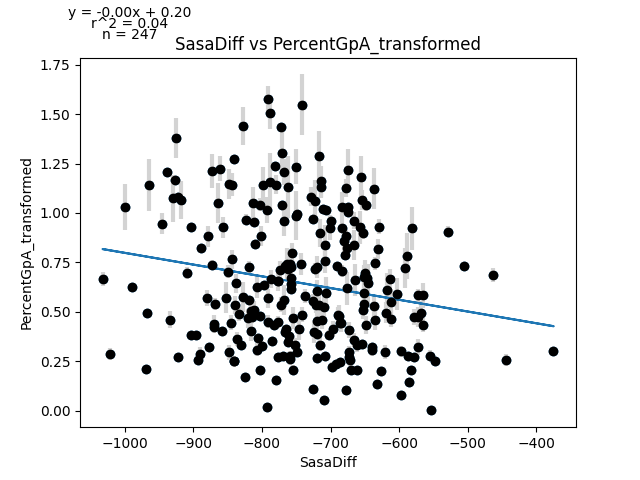 y = -0.00x + 0.20
r^2 = 0.04
n = 247
SasaDiff vs PercentGpA_transformed
1.75
1.50
1.25
1.00
0.75
0.50
0.25
0.00
PercentGpA_transformed
−1000 −900 −800 −700 −600 −500 −400
SasaDiff